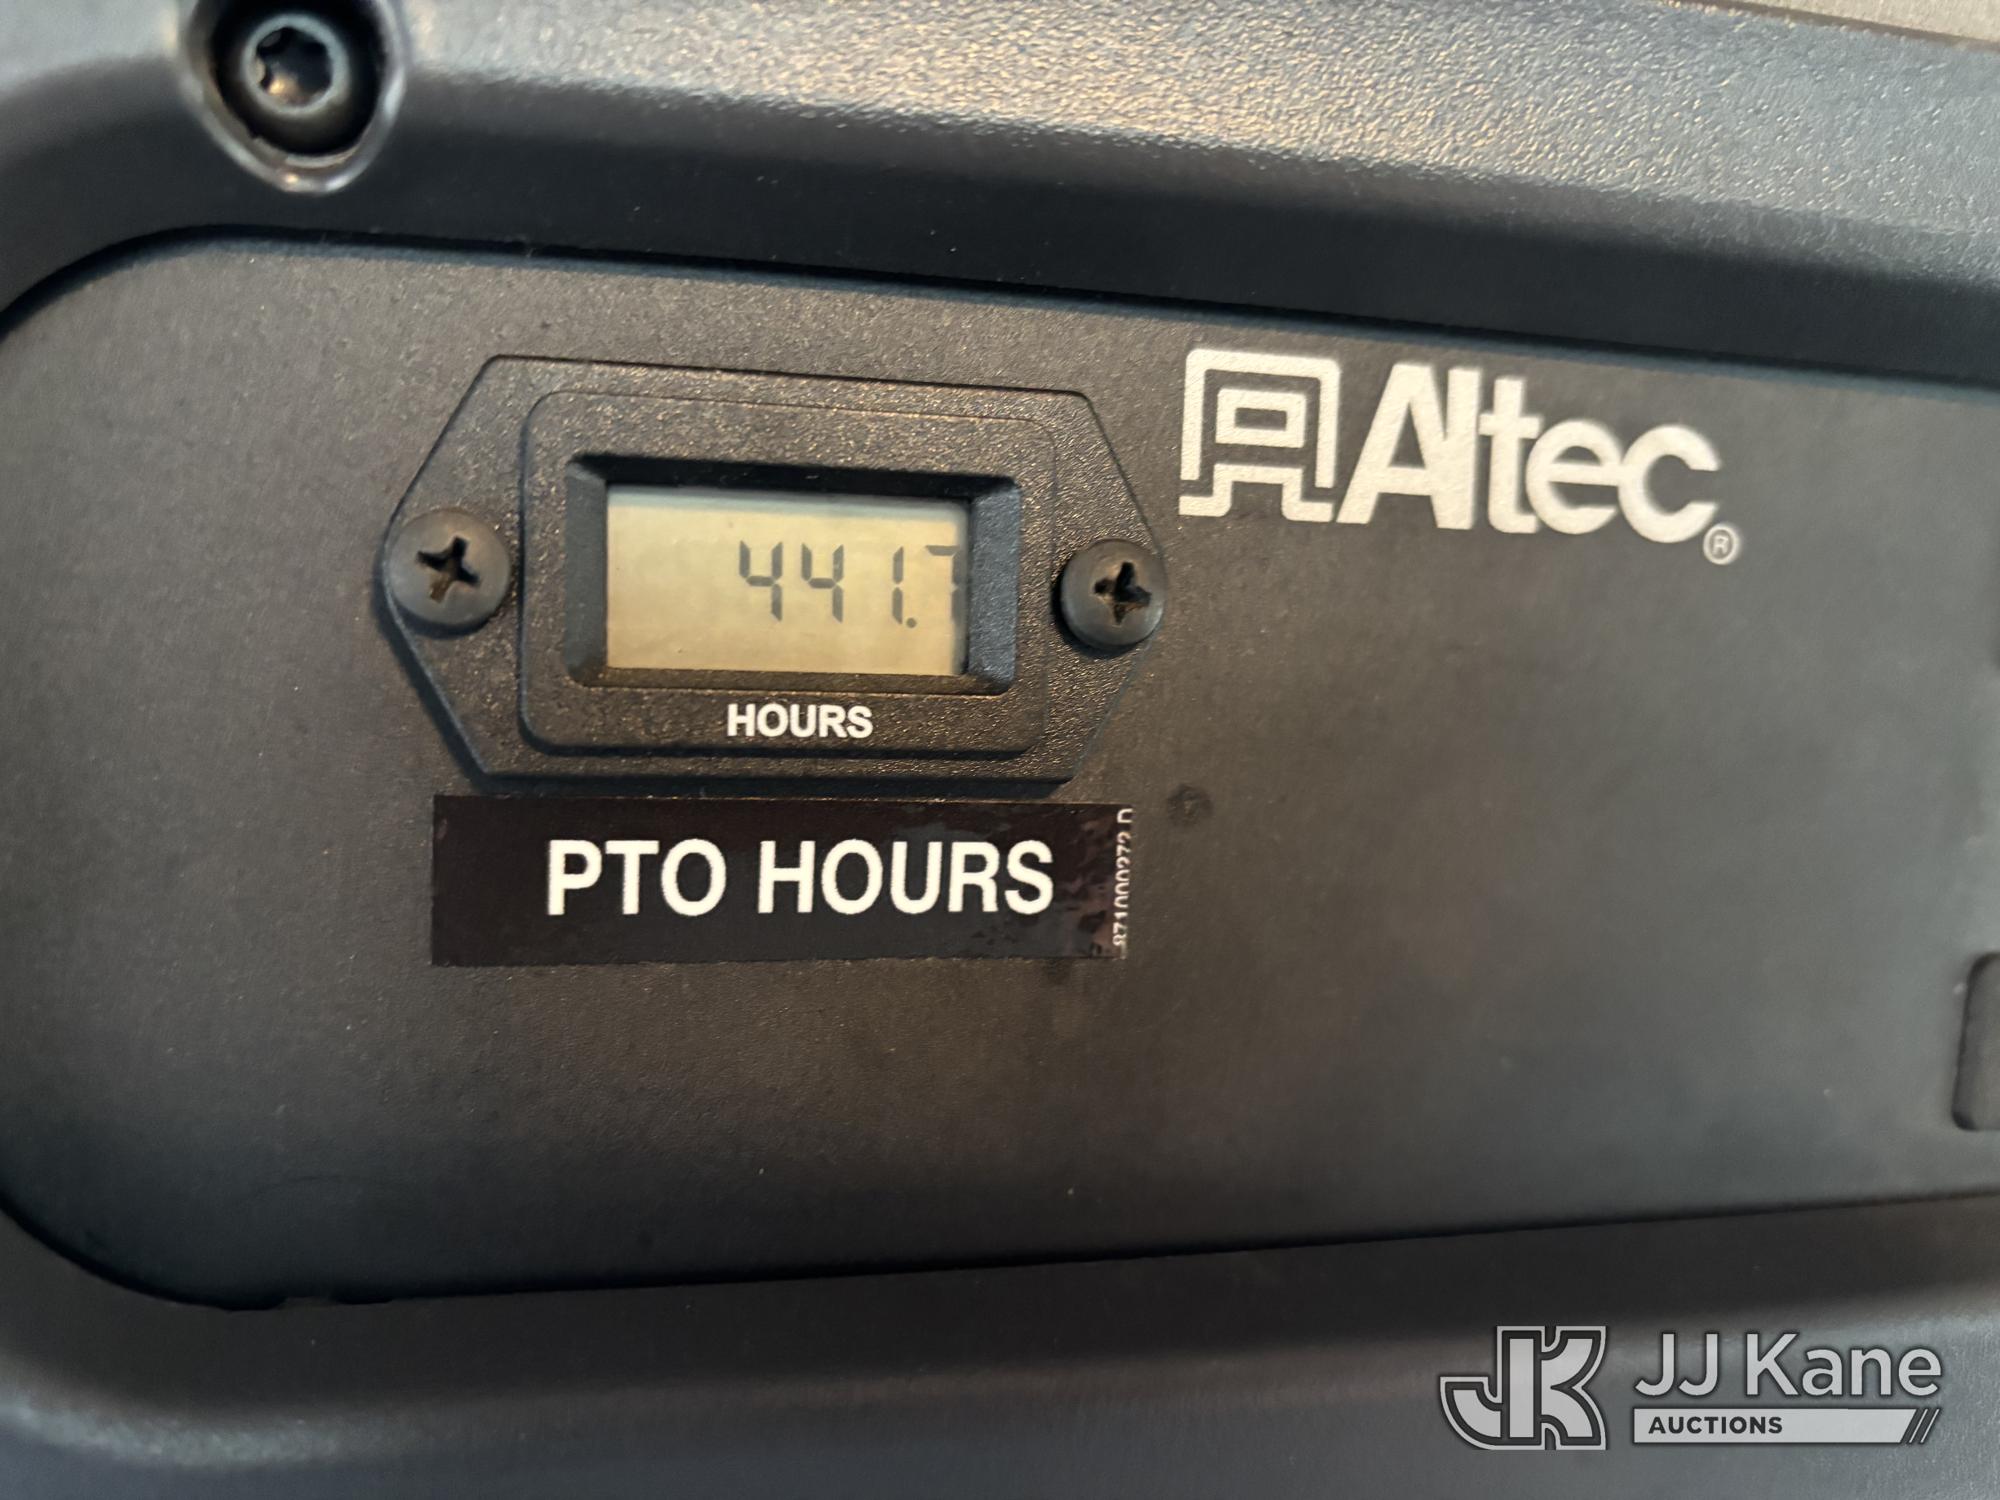 Altec®
441.7
HOURS
PTO HOURS
JJ Kane
AUCTIONS